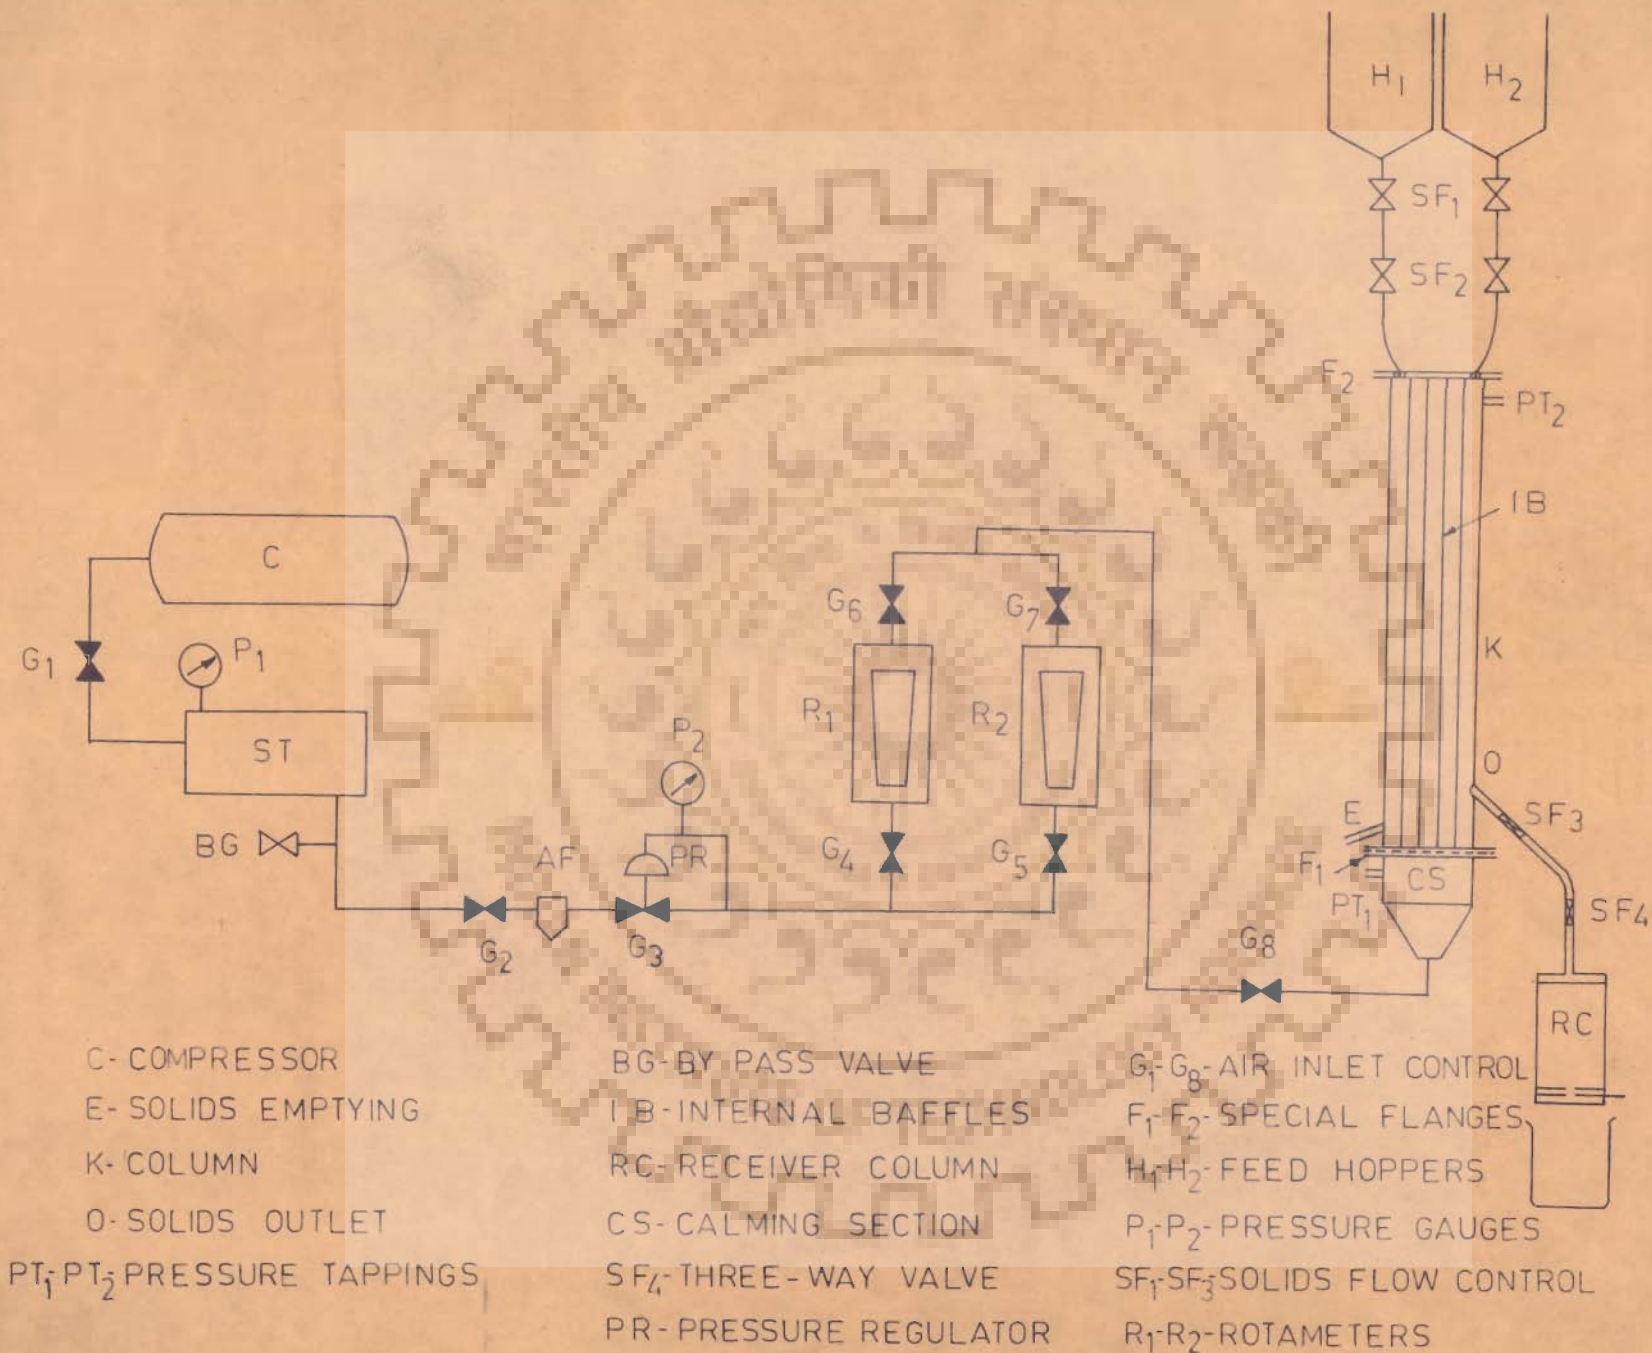 H1 H2
SF1
SF2
F2
PT2
IB
C
G6 G7
G1 P1
K
R1 R2
P2
ST
O
E SF3
BG AF PR G4 G5
F1 CS
PT1 SF4
G2 G3 G8
RC
C- COMPRESSOR
E- SOLIDS EMPTYING
K- COLUMN
O- SOLIDS OUTLET
PT1-PT2-PRESSURE TAPPINGS
BG-BY PASS VALVE
IB-INTERNAL BAFFLES
RC-RECEIVER COLUMN
CS-CALMING SECTION
SF4-THREE-WAY VALVE
PR-PRESSURE REGULATOR
G1-G8-AIR INLET CONTROL
F1-F2-SPECIAL FLANGES
H1-H2-FEED HOPPERS
P1-P2-PRESSURE GAUGES
SF1-SF3-SOLIDS FLOW CONTROL
R1-R2-ROTAMETERS
प्रौद्योगिकी संस्थान